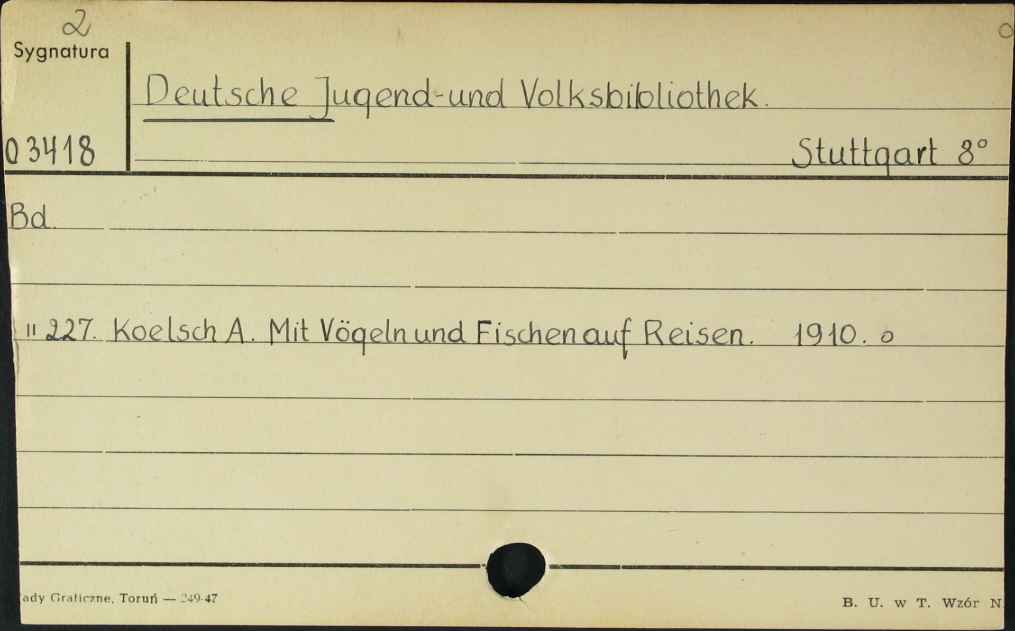 2
Sygnatura
Deutsche Jugend-und Volksbibliothek.
03418
Stuttgart 8°
Bd.
" 227. Koelsch A. Mit Vögeln und Fischen auf Reisen. 1910. o
ady Graficzne, Toruń — 249-47
B. U. w T. Wzór N